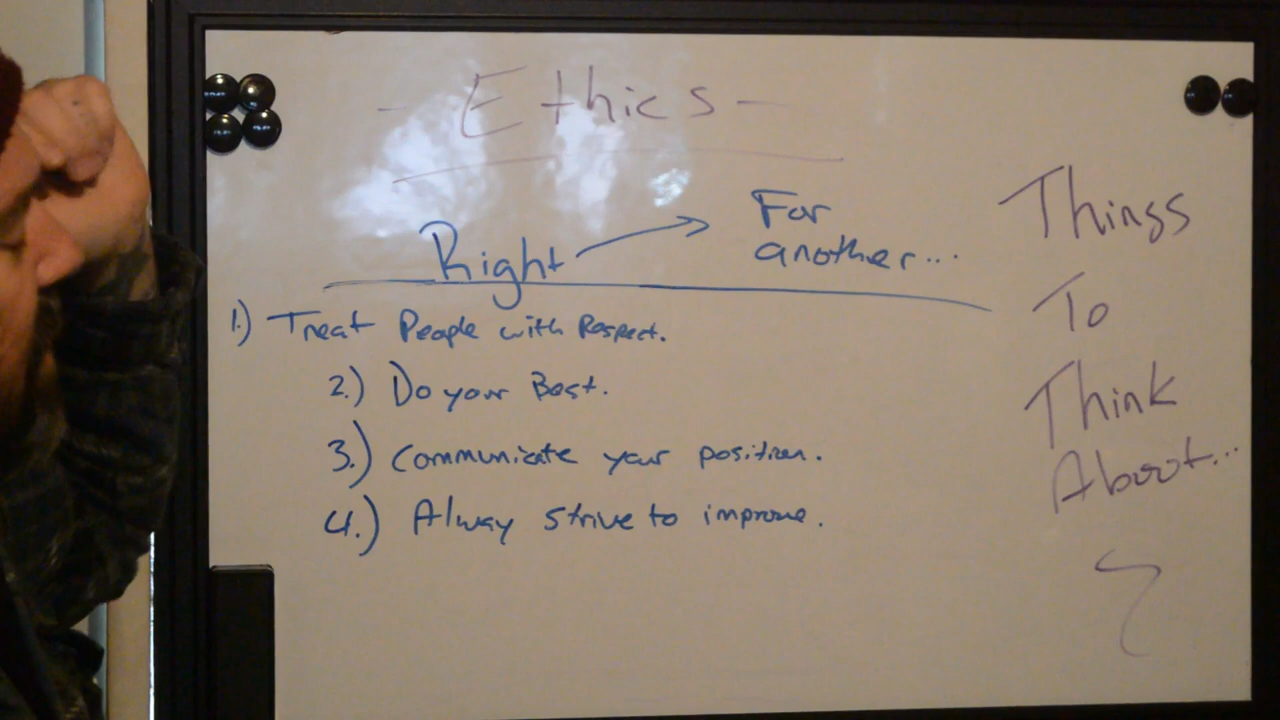 - Ethics -
Right → For
another...
1.) Treat People with Respect.
2.) Do your Best.
3.) Communicate your position.
4.) Alway strive to improve.
Things
To
Think
About...